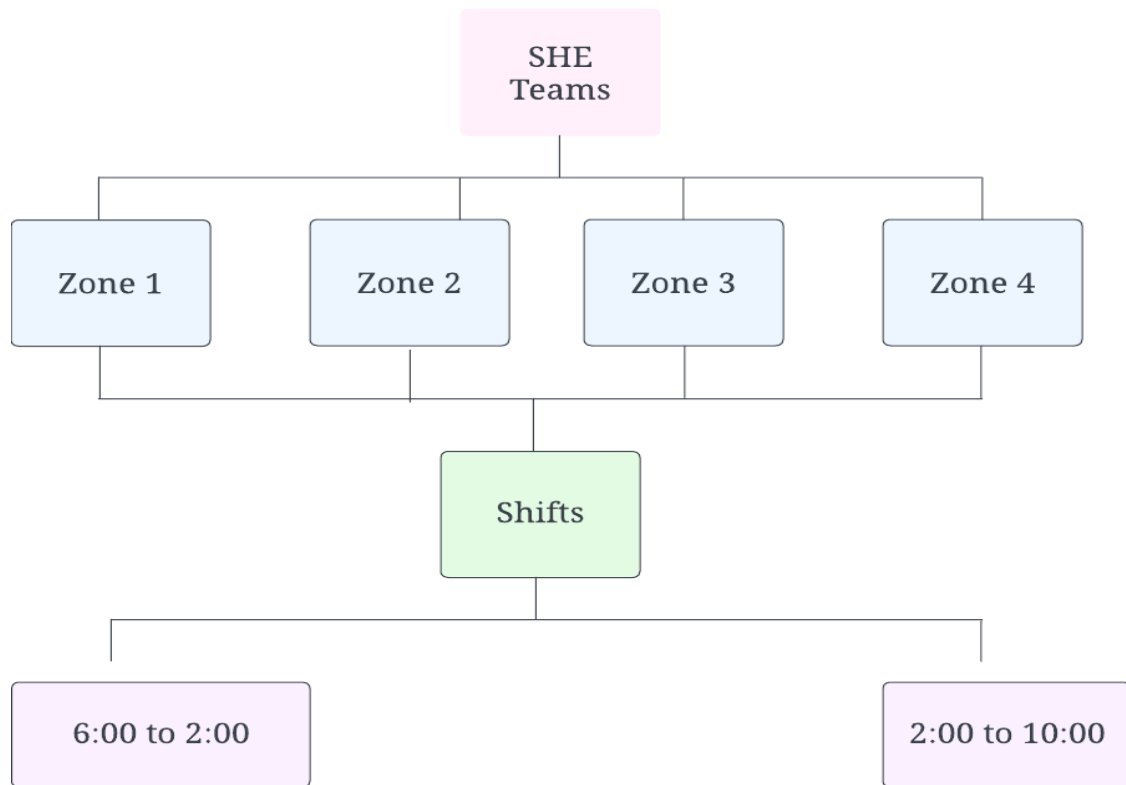 SHE
Teams
Zone 1
Zone 2
Zone 3
Zone 4
Shifts
6:00 to 2:00
2:00 to 10:00